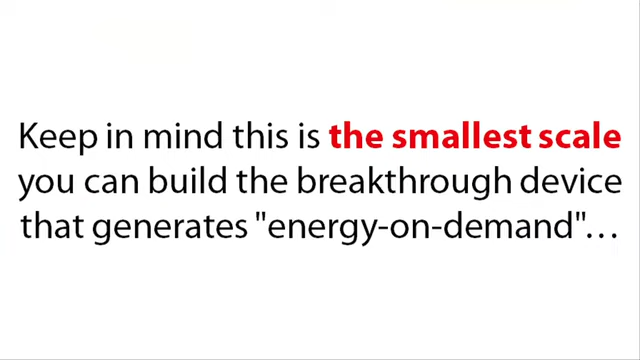 Keep in mind this is the smallest scale
you can build the breakthrough device
that generates "energy-on-demand"...